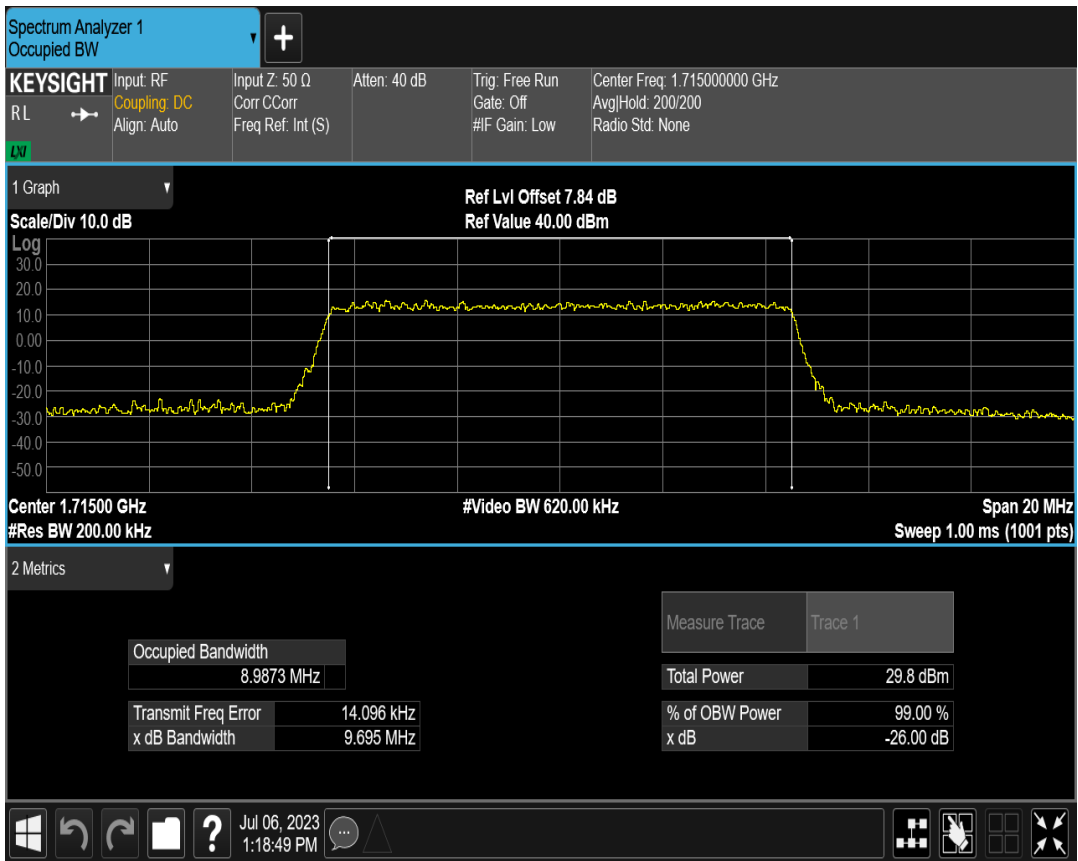 Spectrum Analyzer 1
Occupied BW
KEYSIGHT
RL
LXI
Input: RF
Coupling: DC
Align: Auto
Input Z: 50 Ω
Corr CCorr
Freq Ref: Int (S)
Atten: 40 dB
Trig: Free Run
Gate: Off
#IF Gain: Low
Center Freq: 1.715000000 GHz
Avg|Hold: 200/200
Radio Std: None
1 Graph
Scale/Div 10.0 dB
Ref Lvl Offset 7.84 dB
Ref Value 40.00 dBm
Log
30.0
20.0
10.0
0.00
-10.0
-20.0
-30.0
-40.0
-50.0
Center 1.71500 GHz
#Res BW 200.00 kHz
#Video BW 620.00 kHz
Span 20 MHz
Sweep 1.00 ms (1001 pts)
2 Metrics
Measure Trace Trace 1
Occupied Bandwidth
8.9873 MHz
Total Power 29.8 dBm
Transmit Freq Error 14.096 kHz
x dB Bandwidth 9.695 MHz
% of OBW Power 99.00 %
x dB -26.00 dB
Jul 06, 2023
1:18:49 PM